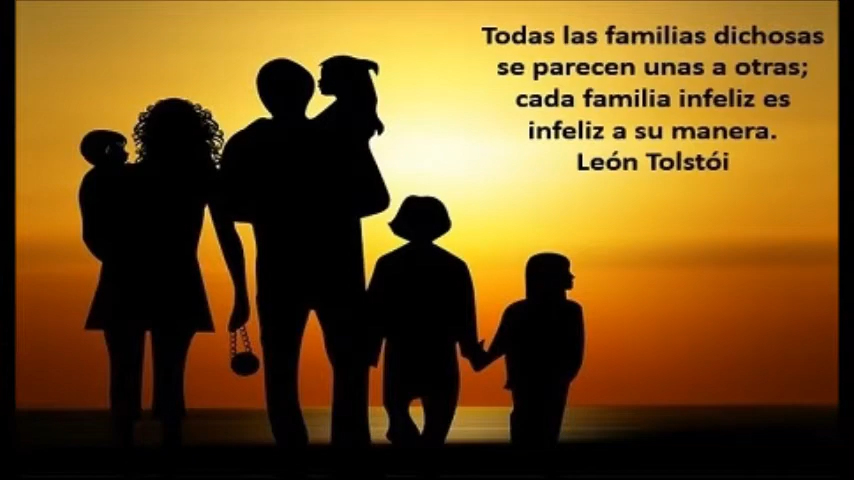 Todas las familias dichosas
se parecen unas a otras;
cada familia infeliz es
infeliz a su manera.
León Tolstói